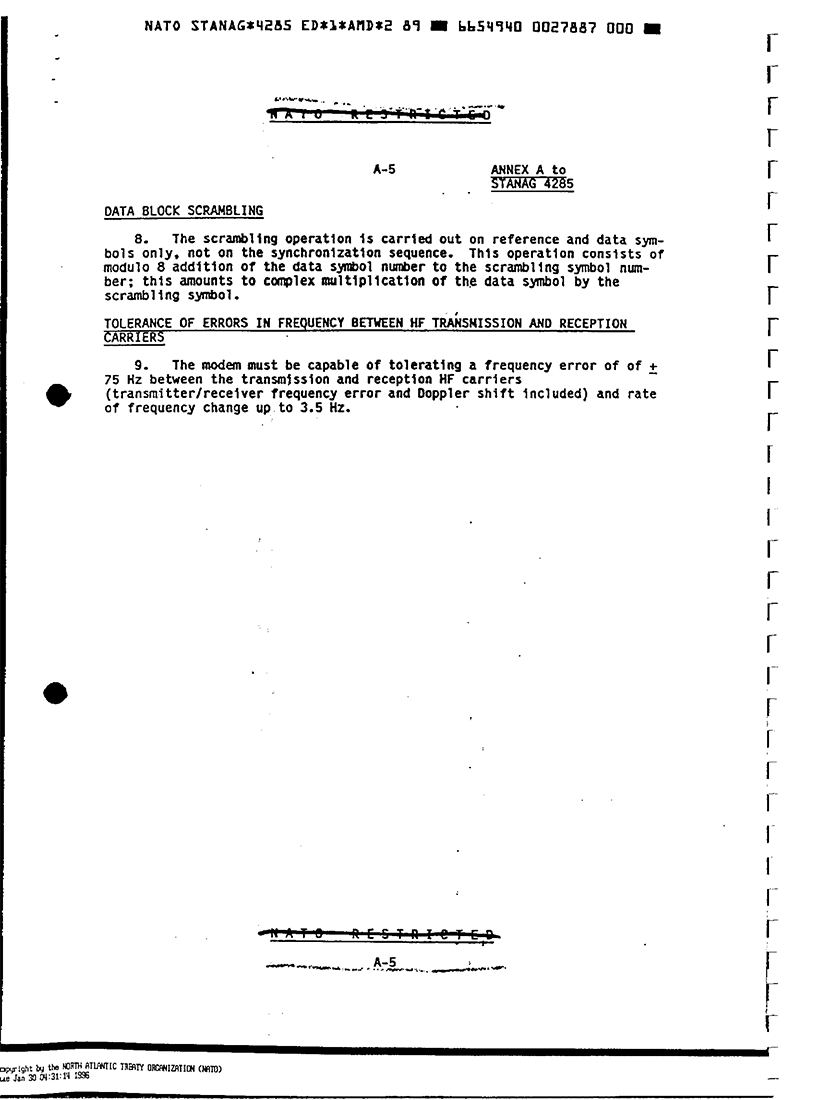 NATO STANAG*4285 ED*1*AMD*2 89 ■ 6654940 0027887 000 ■
NATO RESTRICTED
A-5
ANNEX A to
STANAG 4285
DATA BLOCK SCRAMBLING
8. The scrambling operation is carried out on reference and data sym-
bols only, not on the synchronization sequence. This operation consists of
modulo 8 addition of the data symbol number to the scrambling symbol num-
ber; this amounts to complex multiplication of the data symbol by the
scrambling symbol.
TOLERANCE OF ERRORS IN FREQUENCY BETWEEN HF TRANSMISSION AND RECEPTION
CARRIERS
9. The modem must be capable of tolerating a frequency error of of ±
75 Hz between the transmission and reception HF carriers
(transmitter/receiver frequency error and Doppler shift included) and rate
of frequency change up to 3.5 Hz.
NATO RESTRICTED
A-5
opyright by the NORTH ATLANTIC TREATY ORGANIZATION (NATO)
ue Jan 30 04:31:14 1996